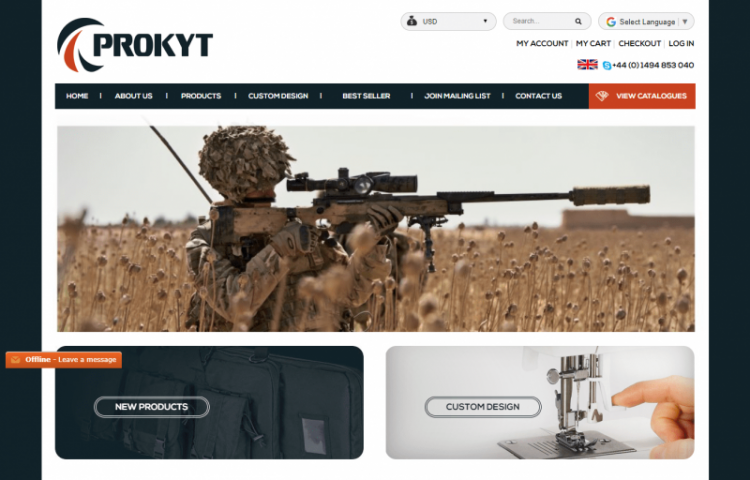 PROKYT
USD
Search...
Select Language
MY ACCOUNT | MY CART | CHECKOUT | LOG IN
+44 (0) 1494 853 040
HOME | ABOUT US | PRODUCTS | CUSTOM DESIGN | BEST SELLER | JOIN MAILING LIST | CONTACT US
VIEW CATALOGUES
Offline - Leave a message
NEW PRODUCTS
CUSTOM DESIGN